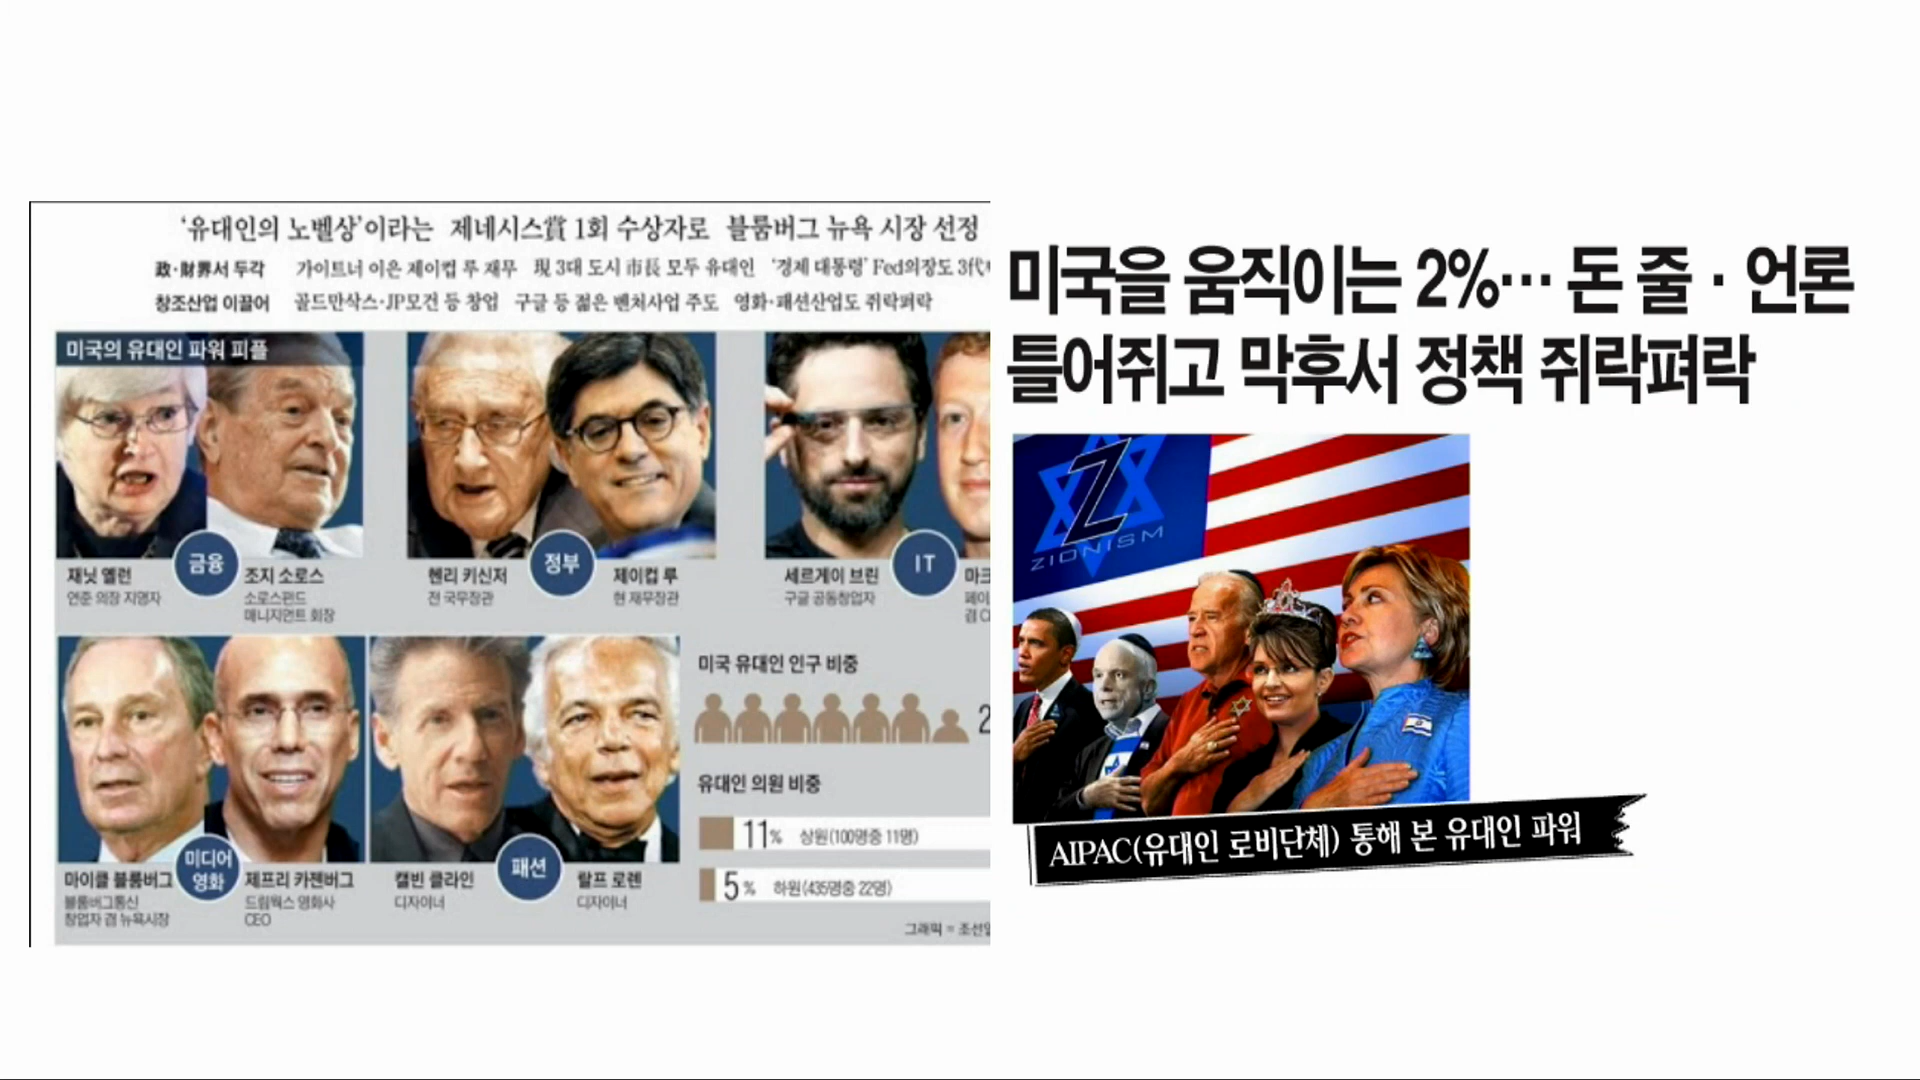 '유대인의 노벨상'이라는 제네시스賞 1회 수상자로 블룸버그 뉴욕 시장 선정
政·財界서 두각 가이트너 이은 제이컵 루 재무 現 3대 도시 市長 모두 유대인 '경제 대통령' Fed의장도 3代
창조산업 이끌어 골드만삭스·JP모건 등 창업 구글 등 젊은 벤처사업 주도 영화·패션산업도 쥐락펴락
미국의 유대인 파워 피플
금융
재닛 옐런
연준 의장 지명자
조지 소로스
소로스펀드
매니지먼트 회장
정부
헨리 키신저
전 국무장관
제이컵 루
현 재무장관
IT
세르게이 브린
구글 공동창업자
마크
페이
겸 C
미디어
영화
마이클 블룸버그
블룸버그통신
창업자 겸 뉴욕시장
제프리 카젠버그
드림웍스 영화사
CEO
패션
캘빈 클라인
디자이너
랄프 로렌
디자이너
미국 유대인 인구 비중
2
유대인 의원 비중
11% 상원(100명중 11명)
5% 하원(435명중 22명)
그래픽 = 조선일
미국을 움직이는 2%… 돈 줄·언론
틀어쥐고 막후서 정책 쥐락펴락
Z
ZIONISM
AIPAC(유대인 로비단체) 통해 본 유대인 파워